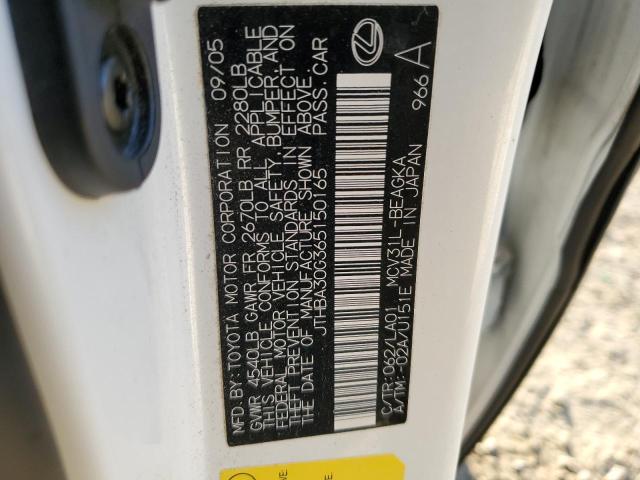 MFD. BY: TOYOTA MOTOR CORPORATION 09/05
GVWR 4540LB GAWR FR 2670LB RR 2280LB
THIS VEHICLE CONFORMS TO ALL APPLICABLE
FEDERAL MOTOR VEHICLE SAFETY, BUMPER, AND
THEFT PREVENTION STANDARDS IN EFFECT ON
THE DATE OF MANUFACTURE SHOWN ABOVE.
JTHBA30G365150165 PASS. CAR
C/TR: 062/LA01 MCV31L-BEAGKA
A/TM: -02A/U151E MADE IN JAPAN
966 A